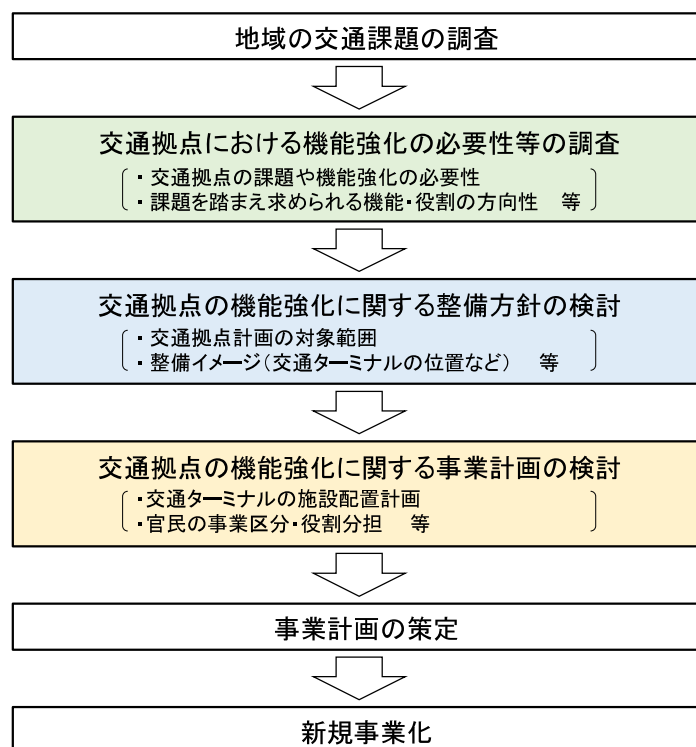 地域の交通課題の調査
交通拠点における機能強化の必要性等の調査
・交通拠点の課題や機能強化の必要性
・課題を踏まえ求められる機能・役割の方向性　等
交通拠点の機能強化に関する整備方針の検討
・交通拠点計画の対象範囲
・整備イメージ（交通ターミナルの位置など）　等
交通拠点の機能強化に関する事業計画の検討
・交通ターミナルの施設配置計画
・官民の事業区分・役割分担　等
事業計画の策定
新規事業化